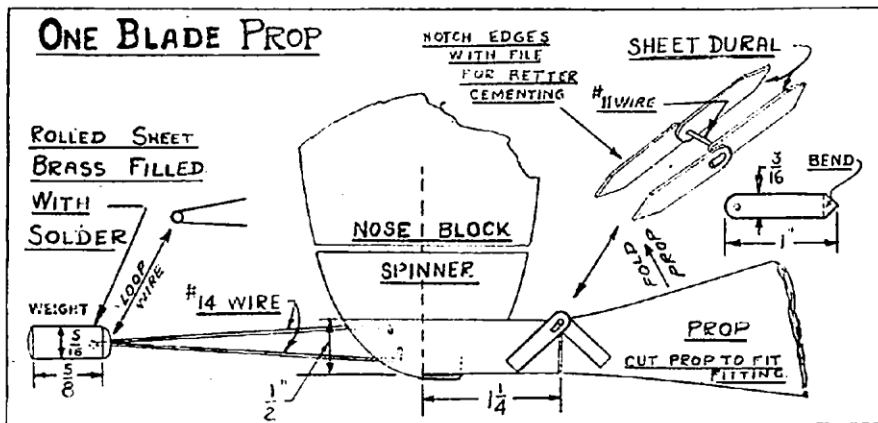 ONE BLADE PROP
NOTCH EDGES
WITH FILE
FOR BETTER
CEMENTING
SHEET DURAL
#11 WIRE
ROLLED SHEET
BRASS FILLED
WITH
SOLDER
LOOP
WIRE
WEIGHT
5/16
5/8
#14 WIRE
1/2"
NOSE BLOCK
SPINNER
1 1/4
3/16
BEND
1"
FOLD
PROP
PROP
CUT PROP TO FIT
FITTING